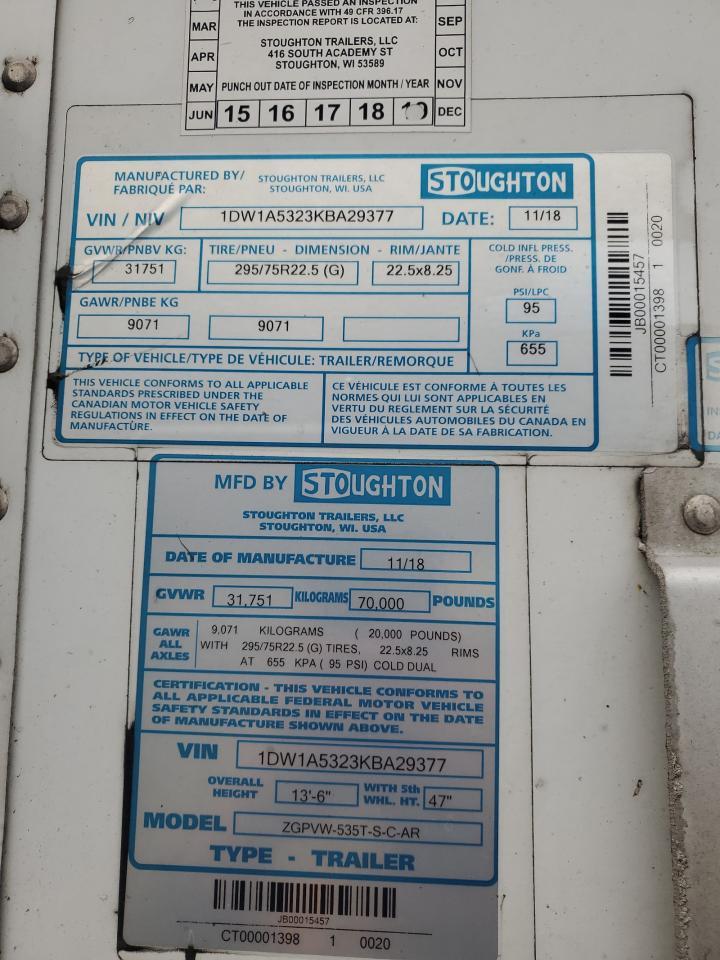 THIS VEHICLE PASSED AN INSPECTION
IN ACCORDANCE WITH 49 CFR 396.17
THE INSPECTION REPORT IS LOCATED AT:
MAR
SEP
STOUGHTON TRAILERS, LLC
416 SOUTH ACADEMY ST
STOUGHTON, WI 53589
APR
OCT
MAY PUNCH OUT DATE OF INSPECTION MONTH / YEAR NOV
JUN 15 16 17 18 DEC
MANUFACTURED BY/
FABRIQUÉ PAR:
STOUGHTON TRAILERS, LLC
STOUGHTON, WI. USA
STOUGHTON
VIN / NIV 1DW1A5323KBA29377 DATE: 11/18
GVWR/PNBV KG: TIRE/PNEU - DIMENSION - RIM/JANTE
31751 295/75R22.5 (G) 22.5x8.25
COLD INFL PRESS.
/PRESS. DE
GONF. À FROID
PSI/LPC
95
KPa
655
GAWR/PNBE KG
9071 9071
TYPE OF VEHICLE/TYPE DE VÉHICULE: TRAILER/REMORQUE
THIS VEHICLE CONFORMS TO ALL APPLICABLE
STANDARDS PRESCRIBED UNDER THE
CANADIAN MOTOR VEHICLE SAFETY
REGULATIONS IN EFFECT ON THE DATE OF
MANUFACTURE.
CE VÉHICULE EST CONFORME À TOUTES LES
NORMES QUI LUI SONT APPLICABLES EN
VERTU DU REGLEMENT SUR LA SÉCURITÉ
DES VÉHICULES AUTOMOBILES DU CANADA EN
VIGUEUR À LA DATE DE SA FABRICATION.
JB00015457
CT00001398 1 0020
MFD BY STOUGHTON
STOUGHTON TRAILERS, LLC
STOUGHTON, WI. USA
DATE OF MANUFACTURE 11/18
GVWR 31,751 KILOGRAMS 70,000 POUNDS
GAWR
ALL
AXLES
9,071 KILOGRAMS ( 20,000 POUNDS)
WITH 295/75R22.5 (G) TIRES, 22.5x8.25 RIMS
AT 655 KPA ( 95 PSI) COLD DUAL
CERTIFICATION - THIS VEHICLE CONFORMS TO
ALL APPLICABLE FEDERAL MOTOR VEHICLE
SAFETY STANDARDS IN EFFECT ON THE DATE
OF MANUFACTURE SHOWN ABOVE.
VIN 1DW1A5323KBA29377
OVERALL
HEIGHT 13'-6" WITH 5th
WHL. HT. 47"
MODEL ZGPVW-535T-S-C-AR
TYPE - TRAILER
JB00015457
CT00001398 1 0020